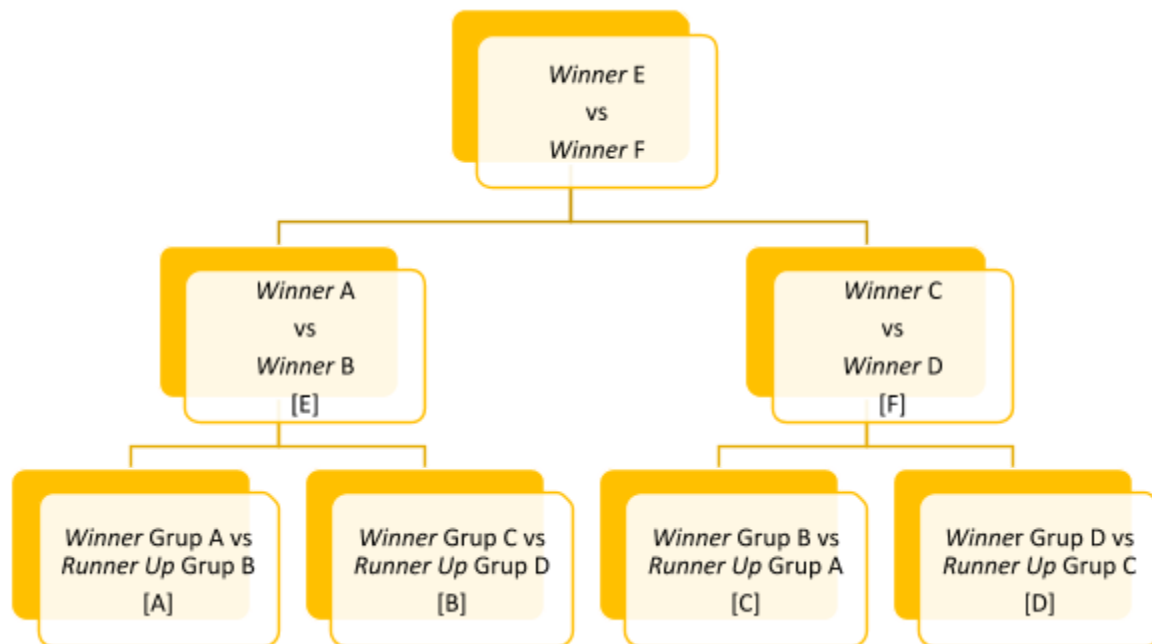 Winner E
vs
Winner F
Winner A
vs
Winner B
[E]
Winner C
vs
Winner D
[F]
Winner Grup A vs
Runner Up Grup B
[A]
Winner Grup C vs
Runner Up Grup D
[B]
Winner Grup B vs
Runner Up Grup A
[C]
Winner Grup D vs
Runner Up Grup C
[D]